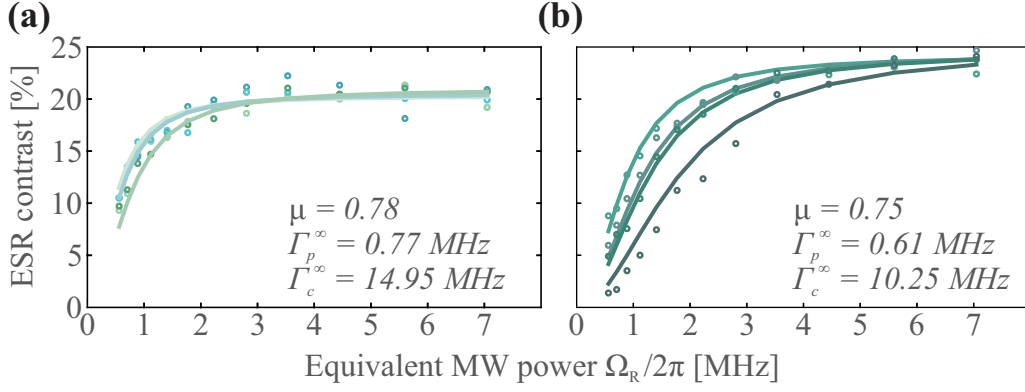 (a)
(b)
ESR contrast [%]
25
20
15
10
5
0
μ = 0.78
Γp∞ = 0.77 MHz
Γc∞ = 14.95 MHz
μ = 0.75
Γp∞ = 0.61 MHz
Γc∞ = 10.25 MHz
0 1 2 3 4 5 6 7
0 1 2 3 4 5 6 7
Equivalent MW power ΩR/2π [MHz]